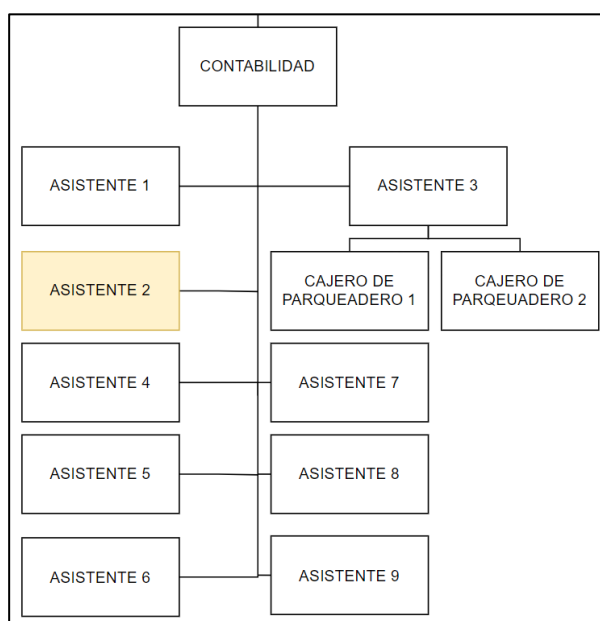 CONTABILIDAD
ASISTENTE 1
ASISTENTE 3
ASISTENTE 2
CAJERO DE
PARQUEADERO 1
CAJERO DE
PARQEUADERO 2
ASISTENTE 4
ASISTENTE 7
ASISTENTE 5
ASISTENTE 8
ASISTENTE 6
ASISTENTE 9